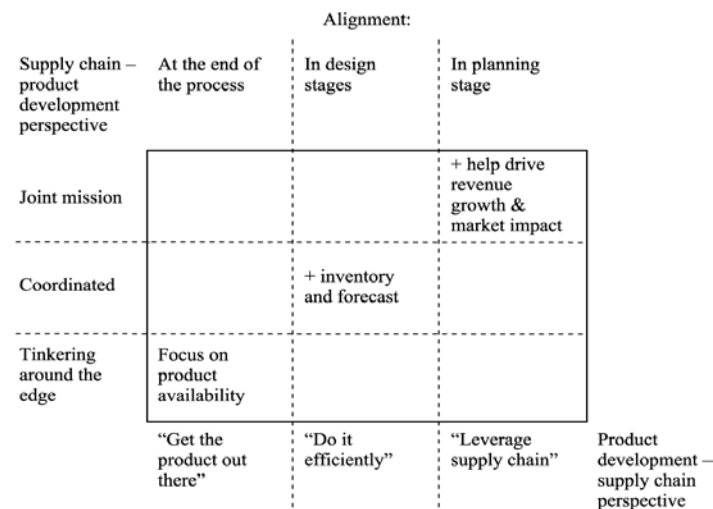 Alignment:
Supply chain –
product
development
perspective
At the end of
the process
In design
stages
In planning
stage
Joint mission
+ help drive
revenue
growth &
market impact
Coordinated
+ inventory
and forecast
Tinkering
around the
edge
Focus on
product
availability
“Get the
product out
there”
“Do it
efficiently”
“Leverage
supply chain”
Product
development –
supply chain
perspective